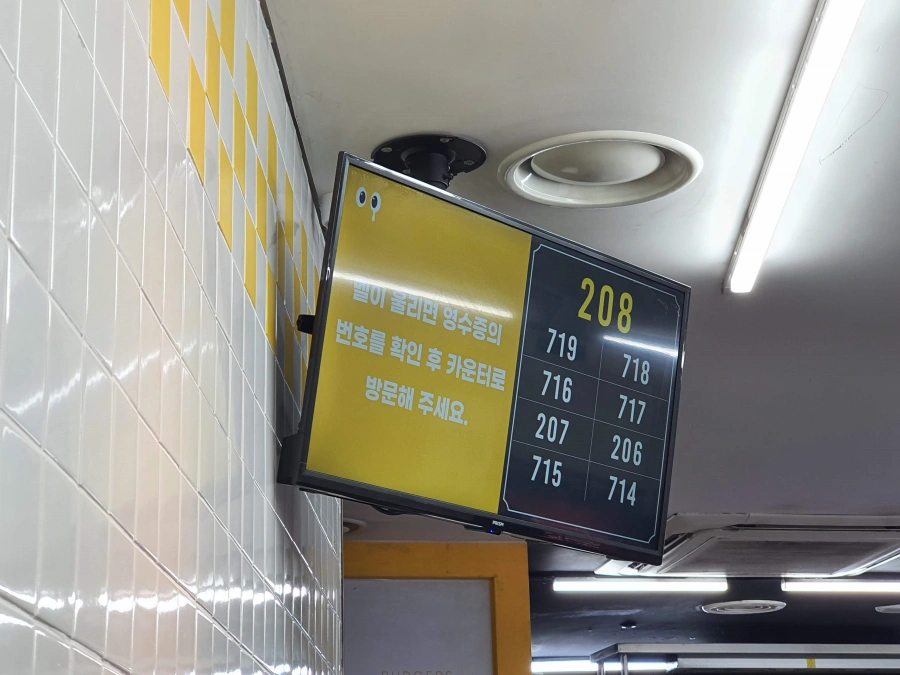 벨이 울리면 영수증의
번호를 확인 후 카운터로
방문해 주세요.
208
719 718
716 717
207 206
715 714
BURGERS